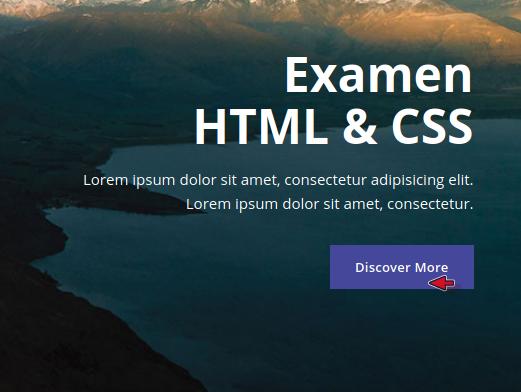 Examen
HTML & CSS
Lorem ipsum dolor sit amet, consectetur adipisicing elit.
Lorem ipsum dolor sit amet, consectetur.
Discover More